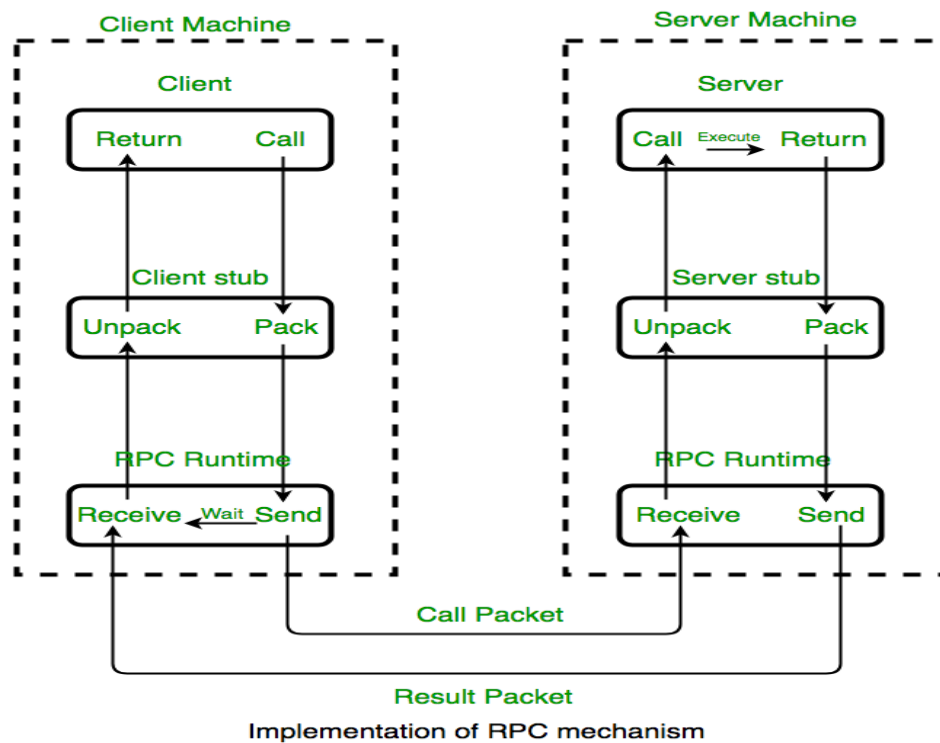 Client Machine
Server Machine
Client
Server
Return Call
Call Execute Return
Client stub
Server stub
Unpack Pack
Unpack Pack
RPC Runtime
RPC Runtime
Receive Wait Send
Receive Send
Call Packet
Result Packet
Implementation of RPC mechanism